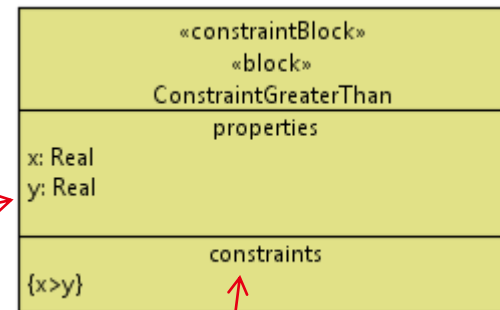 «constraintBlock»
«block»
ConstraintGreaterThan
properties
x: Real
y: Real
constraints
{x>y}